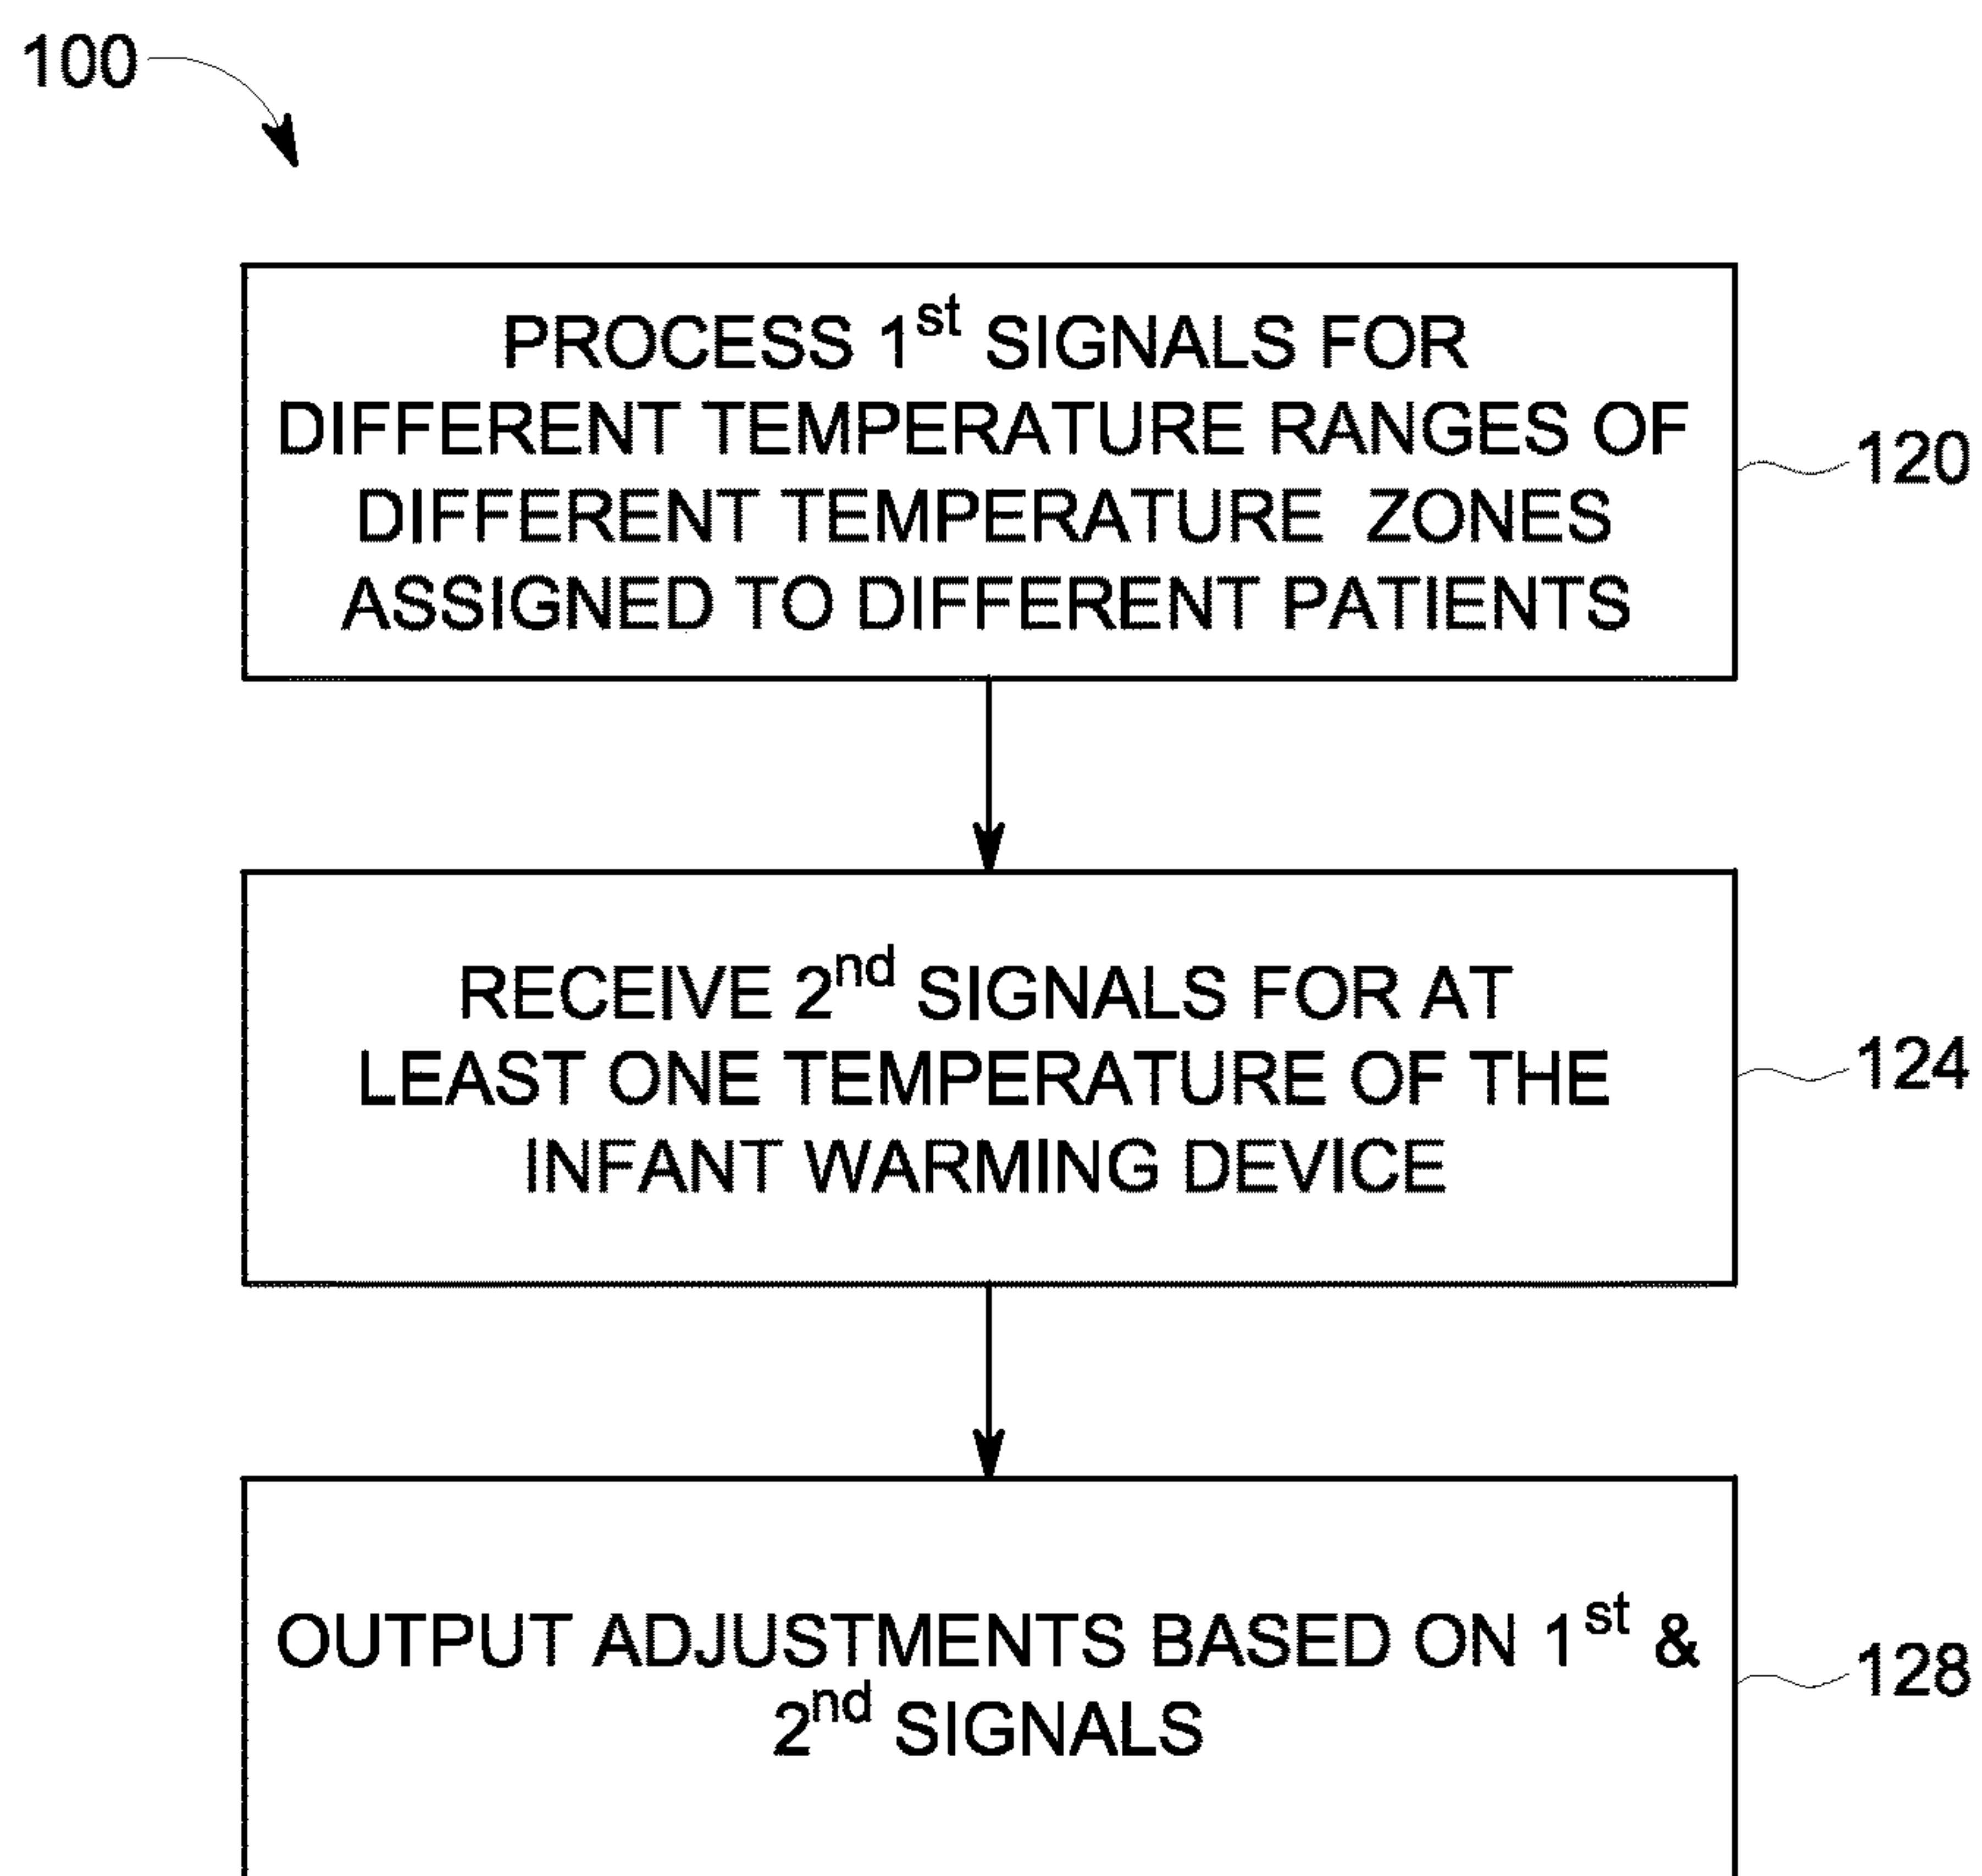 100
PROCESS 1st SIGNALS FOR
DIFFERENT TEMPERATURE RANGES OF
DIFFERENT TEMPERATURE ZONES
ASSIGNED TO DIFFERENT PATIENTS
120
RECEIVE 2nd SIGNALS FOR AT
LEAST ONE TEMPERATURE OF THE
INFANT WARMING DEVICE
124
OUTPUT ADJUSTMENTS BASED ON 1st &
2nd SIGNALS
128